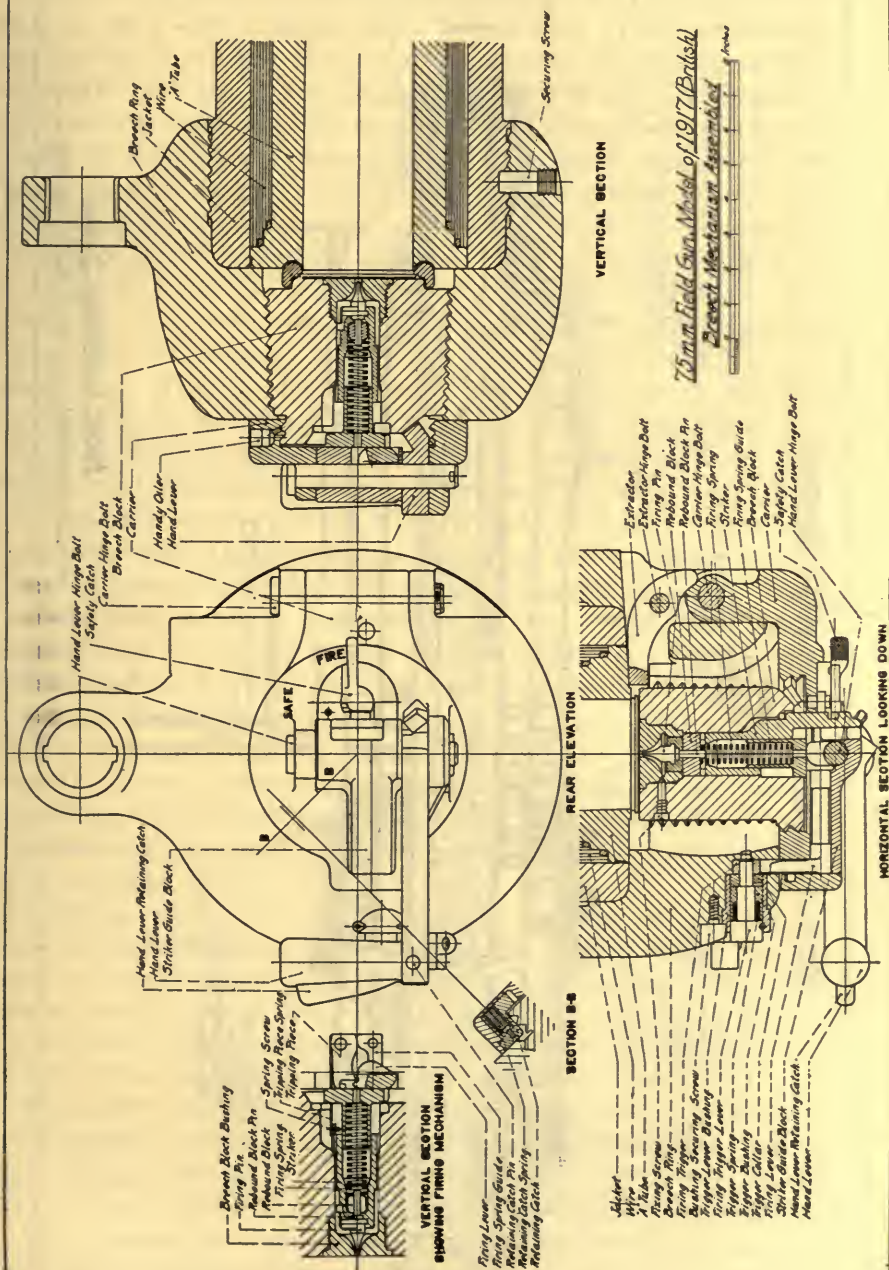 Breech Ring
Jacket
Wire
"A" Tube
Securing Screw
VERTICAL SECTION
Hand Lever Hinge Bolt
Safety Catch
Carrier Hinge Bolt
Breech Block
Carrier
Handy Oiler
Hand Lever
Hand Lever Retaining Catch
Hand Lever
Striker Guide Block
SAFE
FIRE
B
B
REAR ELEVATION
Breech Block Bushing
Firing Pin
Rebound Block Pin
Rebound Block
Firing Spring
Striker
Spring Screw
Tripping Piece Spring
Tripping Piece
VERTICAL SECTION
SHOWING FIRING MECHANISM
Firing Lever
Firing Spring Guide
Retaining Catch Pin
Retaining Catch Spring
Retaining Catch
SECTION B-B
75mm Field Gun Model of 1917 (British)
Breech Mechanism Assembled
Inches
Extractor
Extractor Hinge Bolt
Firing Pin
Rebound Block
Rebound Block Pin
Carrier Hinge Bolt
Firing Spring
Striker
Firing Spring Guide
Breech Block
Carrier
Safety Catch
Hand Lever Hinge Bolt
Jacket
Wire
"A" Tube
Fixing Screw
Breech Ring
Firing Trigger
Bushing Securing Screw
Trigger Lever Bushing
Firing Trigger Lever
Trigger Spring
Trigger Bushing
Trigger Collar
Firing Lever
Striker Guide Block
Hand Lever Retaining Catch
Hand Lever
HORIZONTAL SECTION LOOKING DOWN